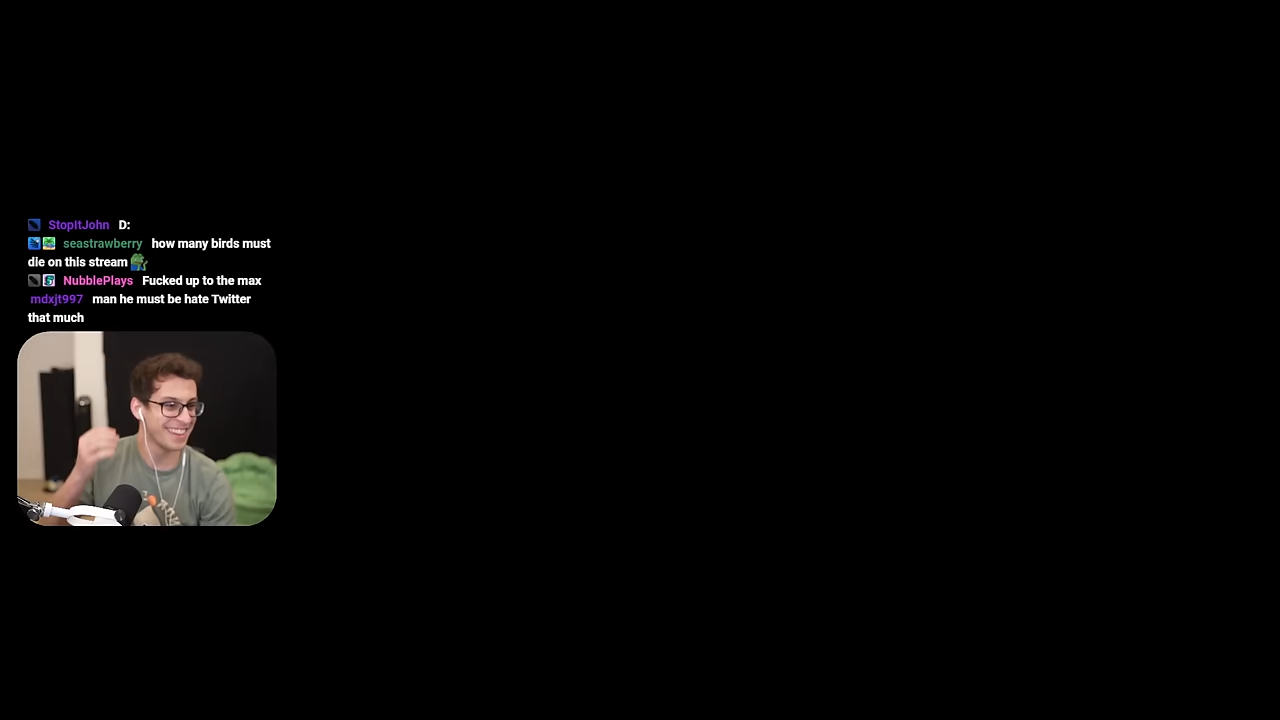 StopItJohn D:
seastrawberry how many birds must
die on this stream
NubblePlays Fucked up to the max
mdxjt997 man he must be hate Twitter
that much